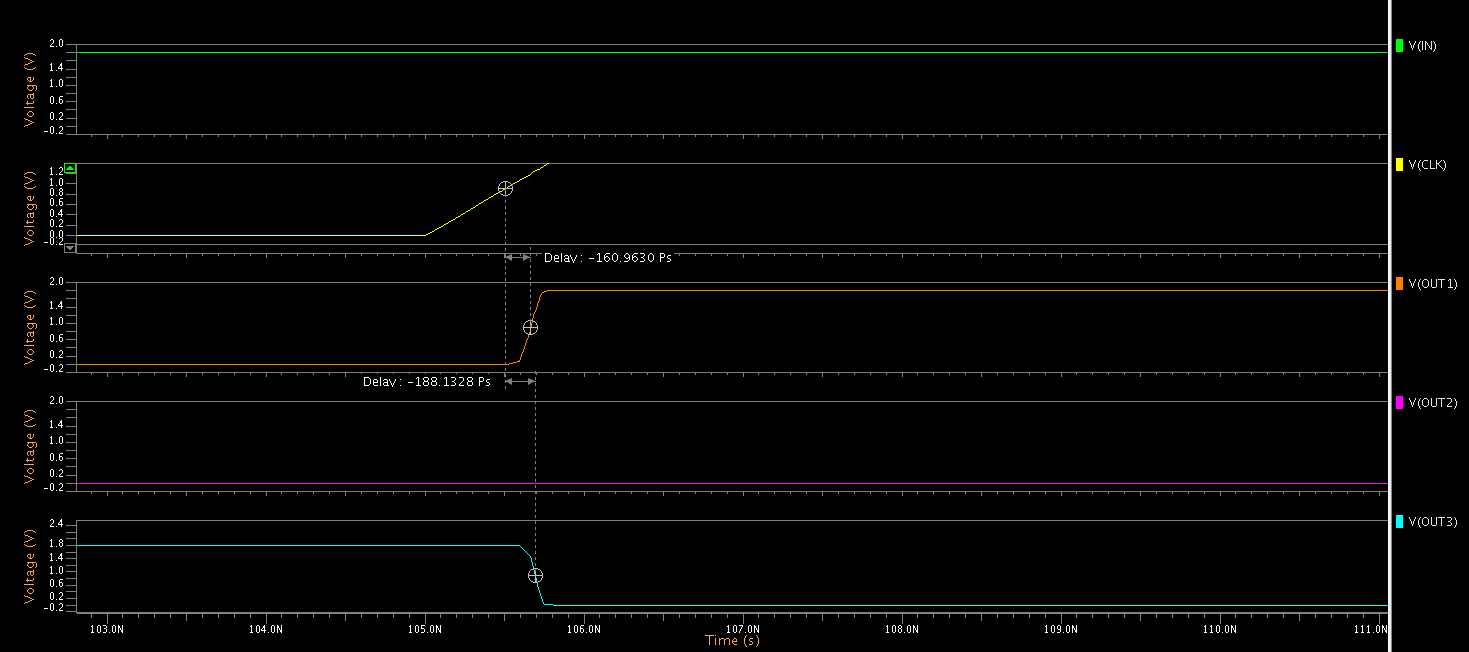 2.0
1.4
1.0
0.6
0.2
-0.2
Voltage (V)
V(IN)
1.2
1.0
0.8
0.6
0.4
0.2
0.0
-0.2
Voltage (V)
V(CLK)
Delay : -160.9630 Ps
2.0
1.4
1.0
0.6
0.2
-0.2
Voltage (V)
V(OUT1)
Delay : -188.1328 Ps
2.0
1.4
1.0
0.6
0.2
-0.2
Voltage (V)
V(OUT2)
2.4
1.8
1.4
1.0
0.6
0.2
-0.2
Voltage (V)
V(OUT3)
103.0N 104.0N 105.0N 106.0N 107.0N 108.0N 109.0N 110.0N 111.0N
Time (s)